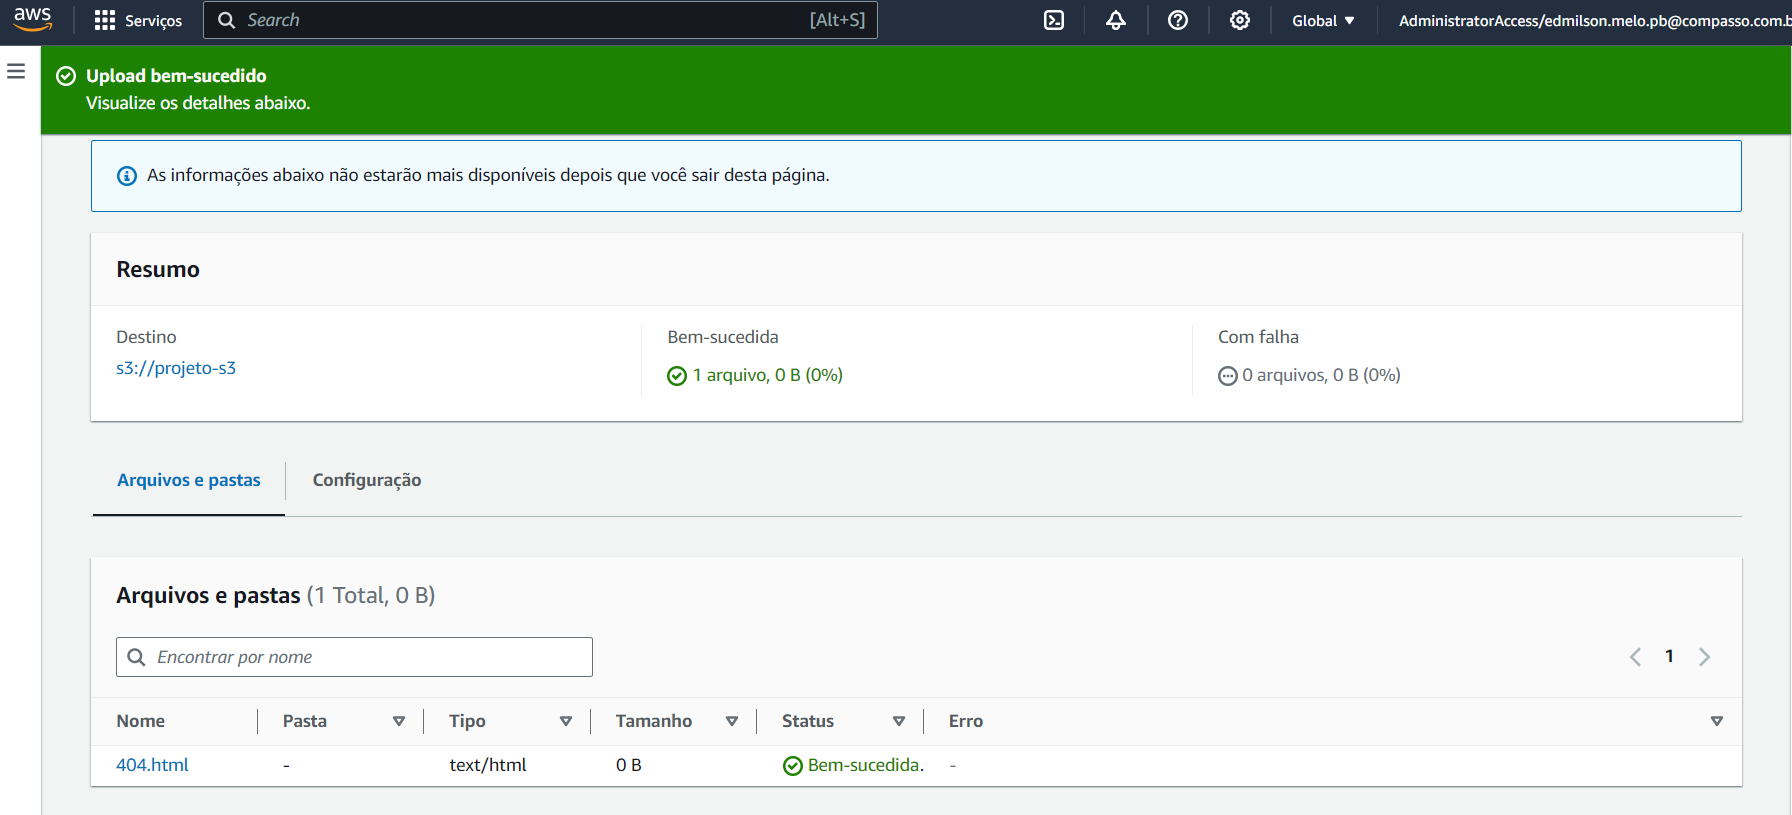 aws
Serviços
Search
[Alt+S]
Global
AdministratorAccess/edmilson.melo.pb@compasso.com.b
Upload bem-sucedido
Visualize os detalhes abaixo.
As informações abaixo não estarão mais disponíveis depois que você sair desta página.
Resumo
Destino
s3://projeto-s3
Bem-sucedida
1 arquivo, 0 B (0%)
Com falha
0 arquivos, 0 B (0%)
Arquivos e pastas
Configuração
Arquivos e pastas (1 Total, 0 B)
Encontrar por nome
1
Nome Pasta Tipo Tamanho Status Erro
404.html - text/html 0 B Bem-sucedida. -